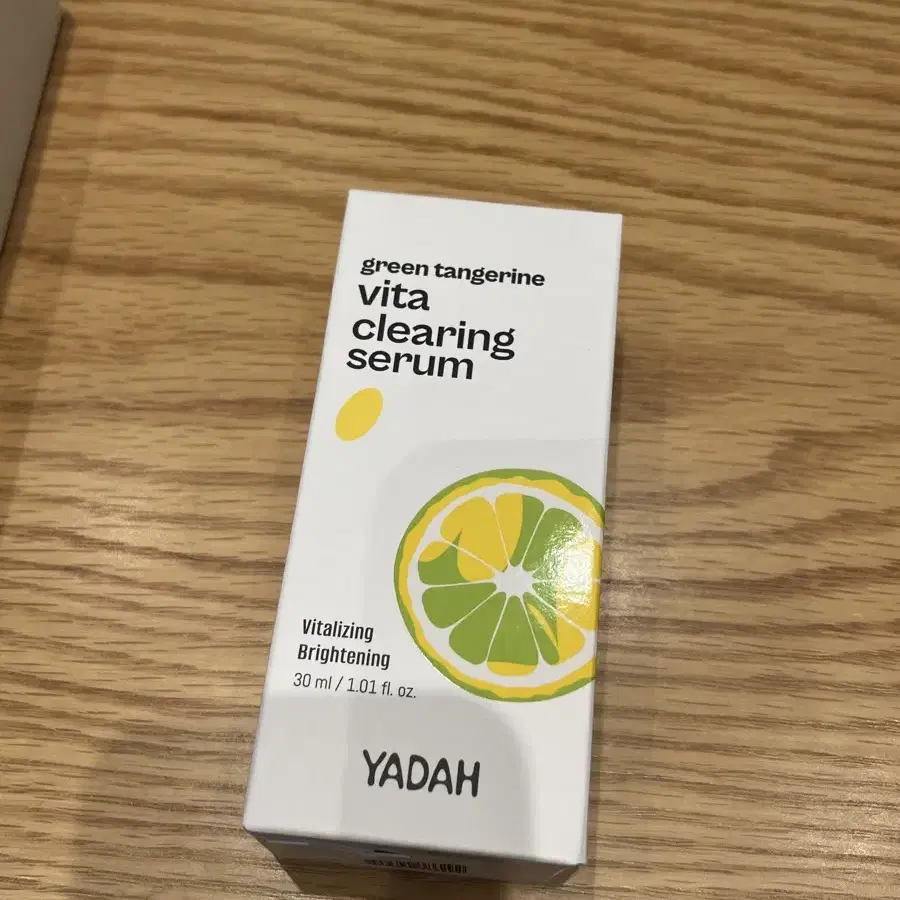 green tangerine
vita
clearing
serum
Vitalizing
Brightening
30 ml / 1.01 fl. oz.
YADAH